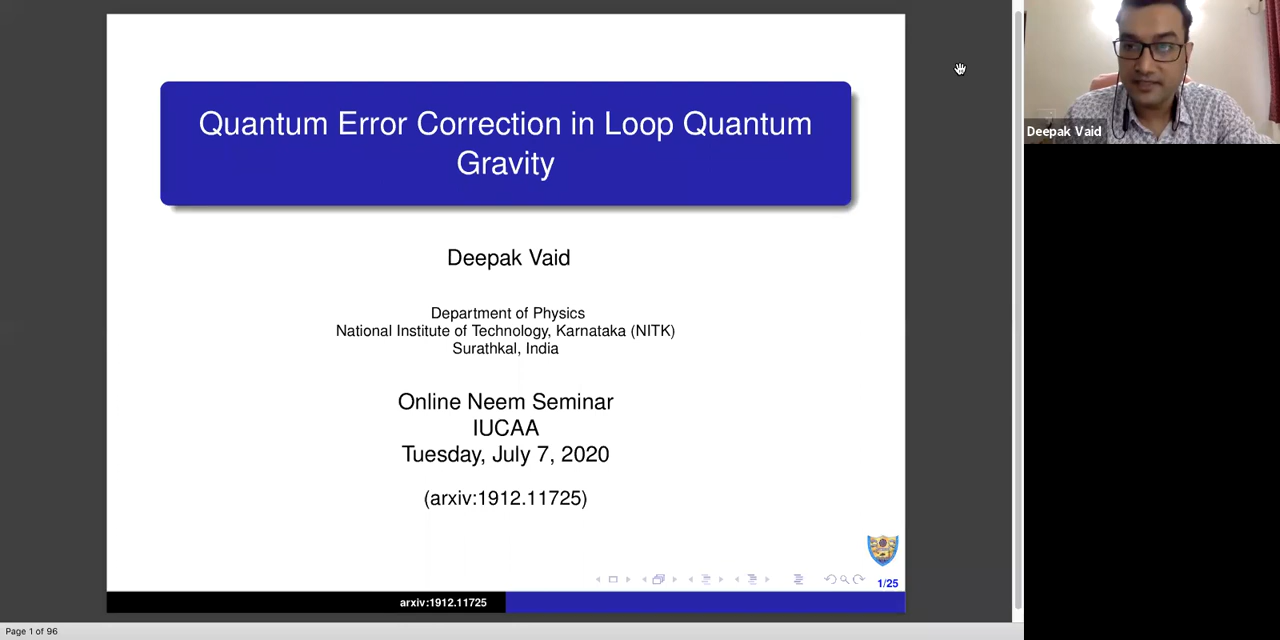 Quantum Error Correction in Loop Quantum
Gravity
Deepak Vaid
Department of Physics
National Institute of Technology, Karnataka (NITK)
Surathkal, India
Online Neem Seminar
IUCAA
Tuesday, July 7, 2020
(arxiv:1912.11725)
1/25
arxiv:1912.11725
Page 1 of 96
Deepak Vaid